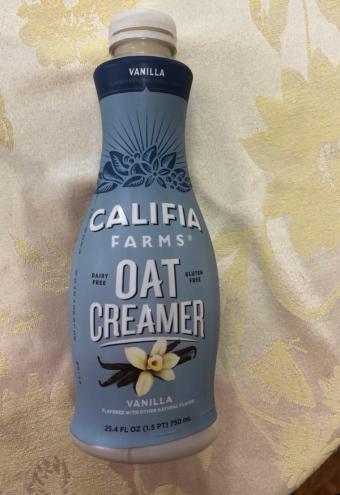 VANILLA
CALIFIA
FARMS®
DAIRY
FREE
GLUTEN
FREE
OAT
CREAMER
VANILLA
FLAVORED WITH OTHER NATURAL FLAVOR
25.4 FL OZ (1.5 PT) 750 mL